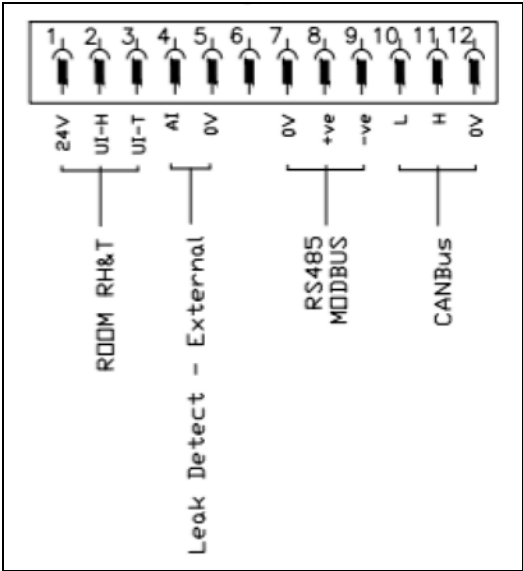 1 2 3 4 5 6 7 8 9 10 11 12
24V UI-H UI-T AI 0V 0V +ve -ve L H 0V
ROOM RH&T
Leak Detect - External
RS485
MODBUS
CANBus